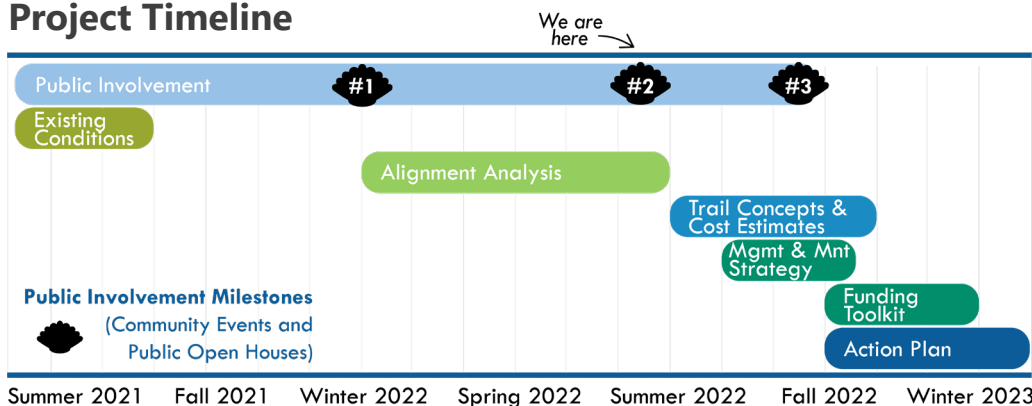 Project Timeline
We are
here
Public Involvement
#1
#2
#3
Existing
Conditions
Alignment Analysis
Trail Concepts &
Cost Estimates
Mgmt & Mnt
Strategy
Funding
Toolkit
Action Plan
Public Involvement Milestones
(Community Events and
Public Open Houses)
Summer 2021 Fall 2021 Winter 2022 Spring 2022 Summer 2022 Fall 2022 Winter 2023